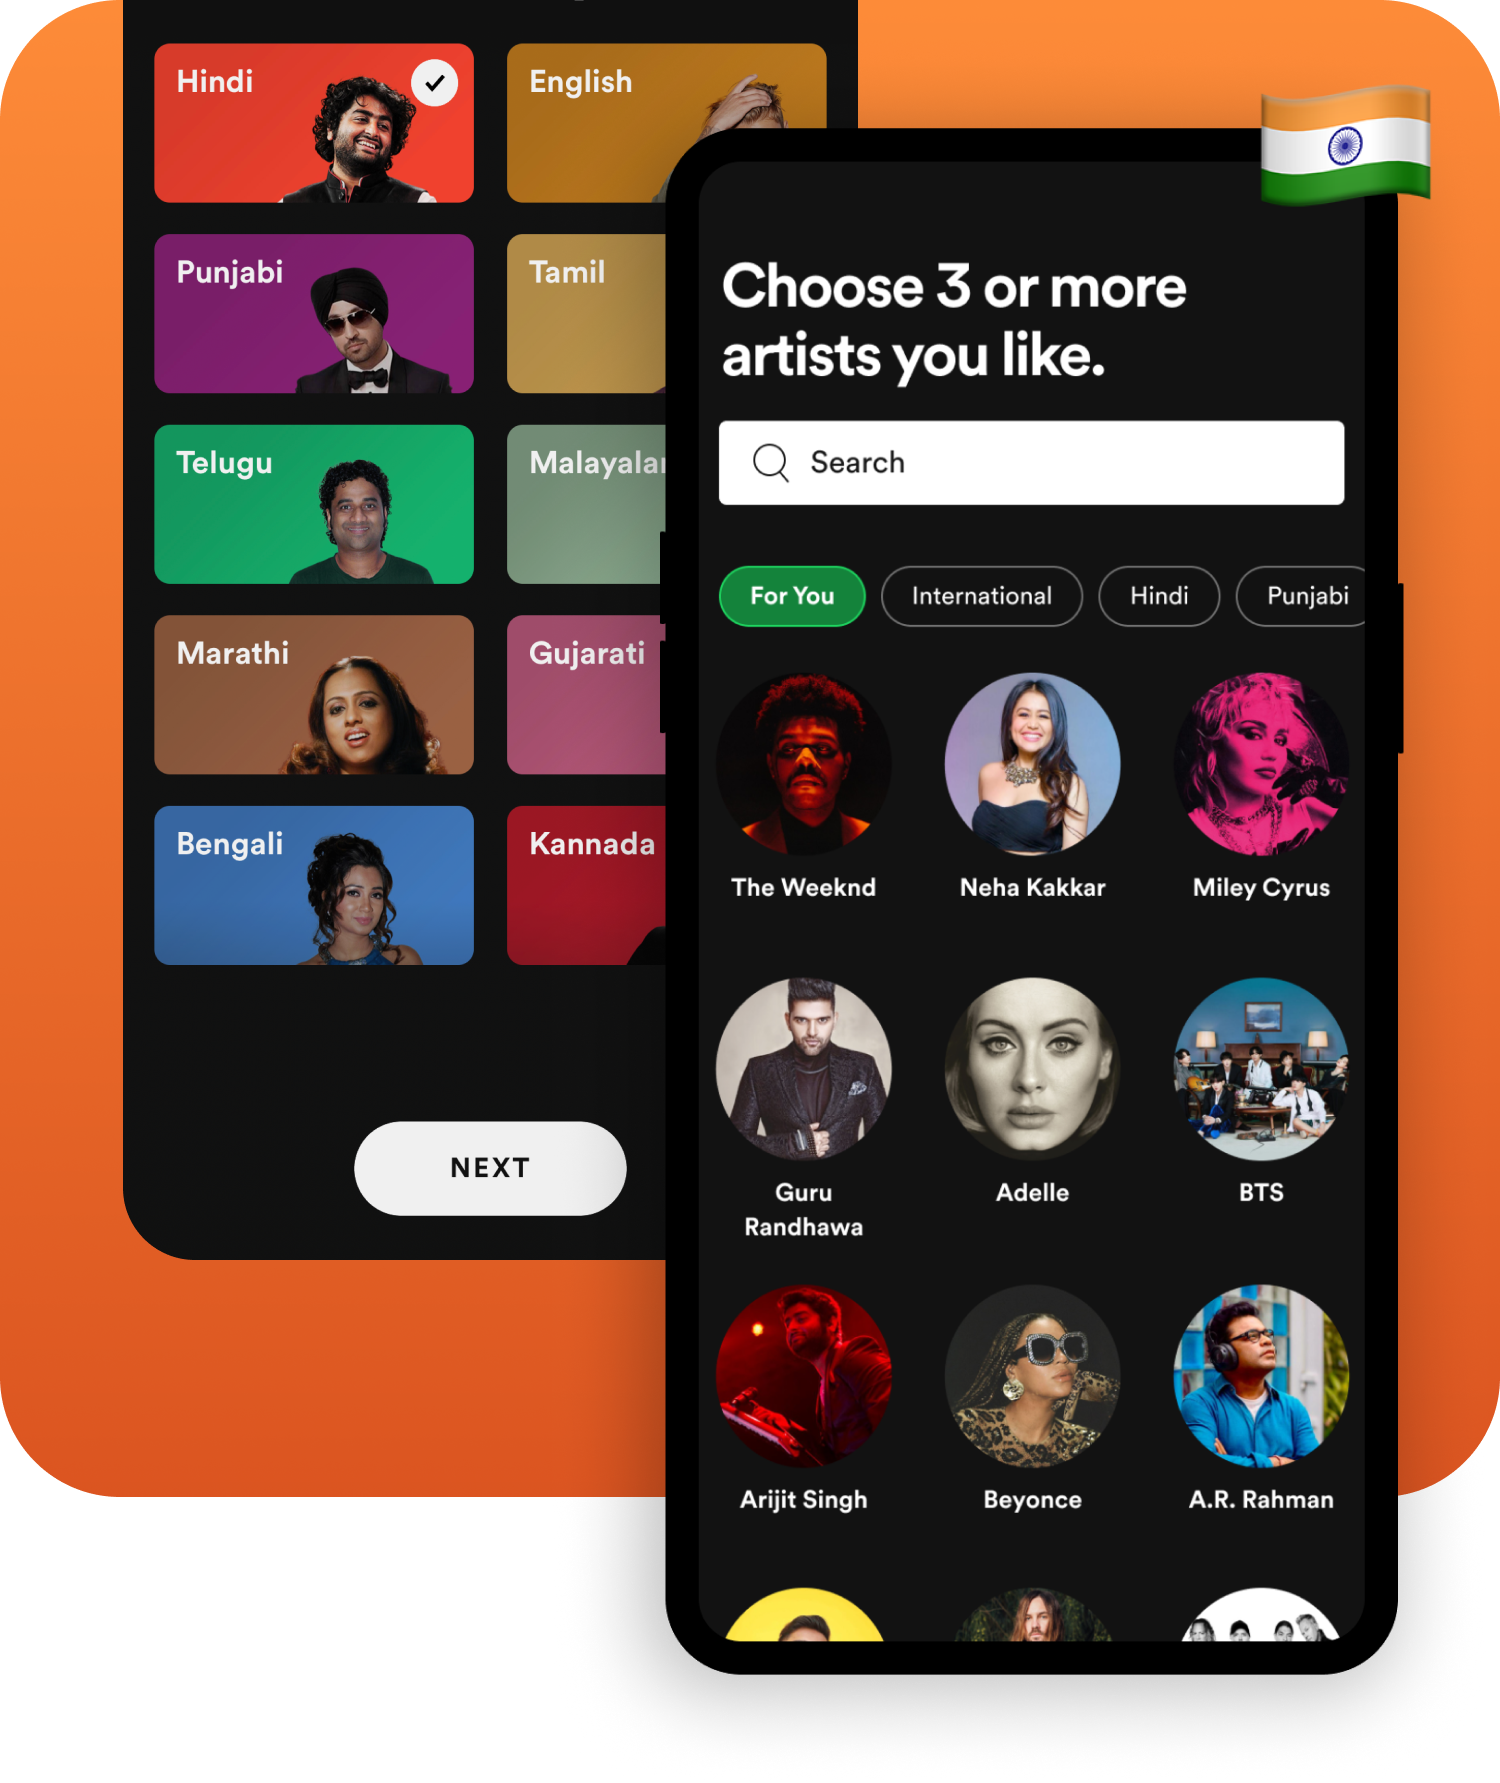 Hindi
English
Punjabi
Tamil
Telugu
Marathi
Gujarati
Bengali
Kannada
NEXT
Choose 3 or more
artists you like.
Search
For You
International
Hindi
Punjabi
The Weeknd
Neha Kakkar
Miley Cyrus
Guru
Randhawa
Adelle
BTS
Arijit Singh
Beyonce
A.R. Rahman